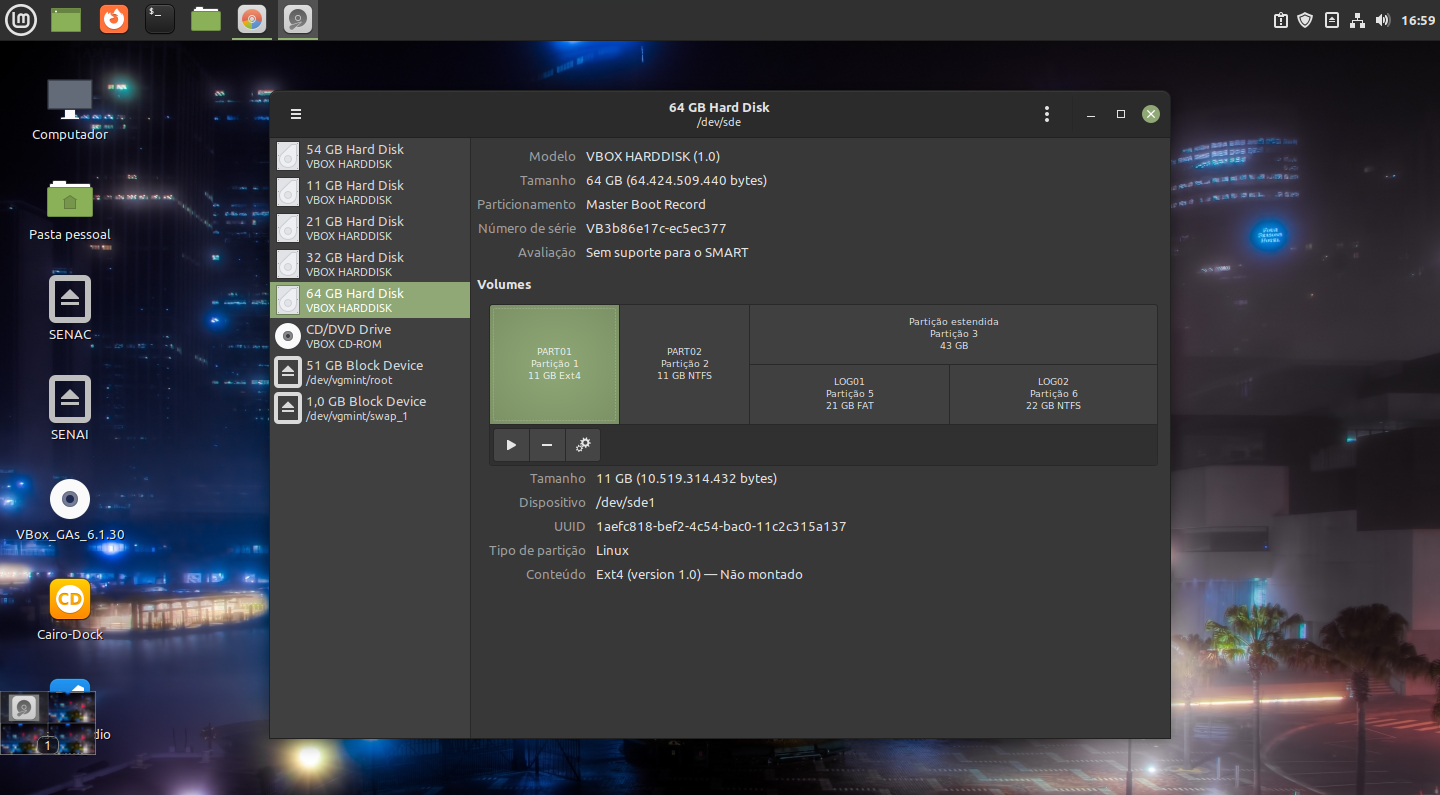 16:59
Computador
Pasta pessoal
SENAC
SENAI
VBox_GAs_6.1.30
CD
Cairo-Dock
dio
1
64 GB Hard Disk
/dev/sde
54 GB Hard Disk
VBOX HARDDISK
11 GB Hard Disk
VBOX HARDDISK
21 GB Hard Disk
VBOX HARDDISK
32 GB Hard Disk
VBOX HARDDISK
64 GB Hard Disk
VBOX HARDDISK
CD/DVD Drive
VBOX CD-ROM
51 GB Block Device
/dev/vgmint/root
1,0 GB Block Device
/dev/vgmint/swap_1
Modelo VBOX HARDDISK (1.0)
Tamanho 64 GB (64.424.509.440 bytes)
Particionamento Master Boot Record
Número de série VB3b86e17c-ec5ec377
Avaliação Sem suporte para o SMART
Volumes
PART01
Partição 1
11 GB Ext4
PART02
Partição 2
11 GB NTFS
Partição estendida
Partição 3
43 GB
LOG01
Partição 5
21 GB FAT
LOG02
Partição 6
22 GB NTFS
Tamanho 11 GB (10.519.314.432 bytes)
Dispositivo /dev/sde1
UUID 1aefc818-bef2-4c54-bac0-11c2c315a137
Tipo de partição Linux
Conteúdo Ext4 (version 1.0) — Não montado